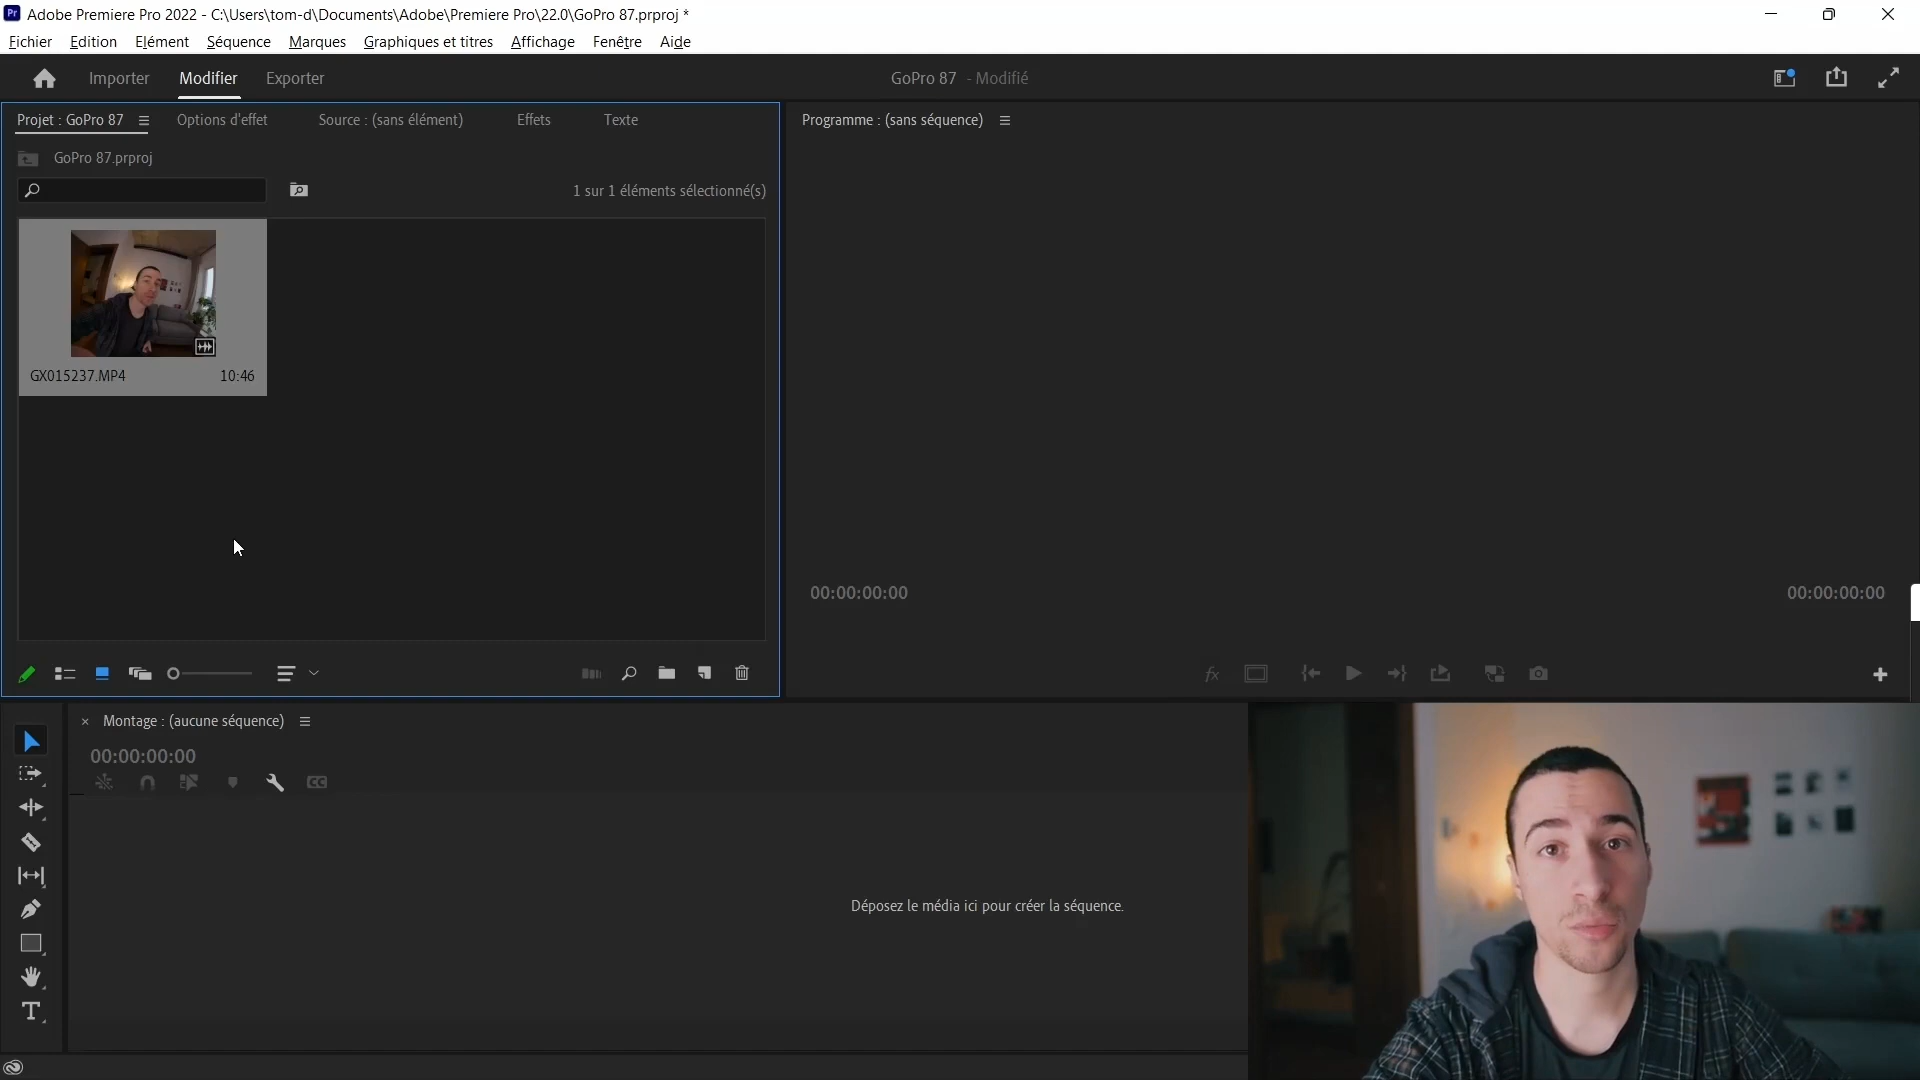 Pr Adobe Premiere Pro 2022 - C:\Users\tom-d\Documents\Adobe\Premiere Pro\22.0\GoPro 87.prproj *
Fichier Edition Elément Séquence Marques Graphiques et titres Affichage Fenêtre Aide
Importer Modifier Exporter GoPro 87 - Modifié
Projet : GoPro 87 Options d'effet Source : (sans élément) Effets Texte
Programme : (sans séquence)
GoPro 87.prproj
1 sur 1 éléments sélectionné(s)
GX015237.MP4 10:46
00:00:00:00 00:00:00:00
fx
Montage : (aucune séquence)
00:00:00:00
CC
Déposez le média ici pour créer la séquence.
T